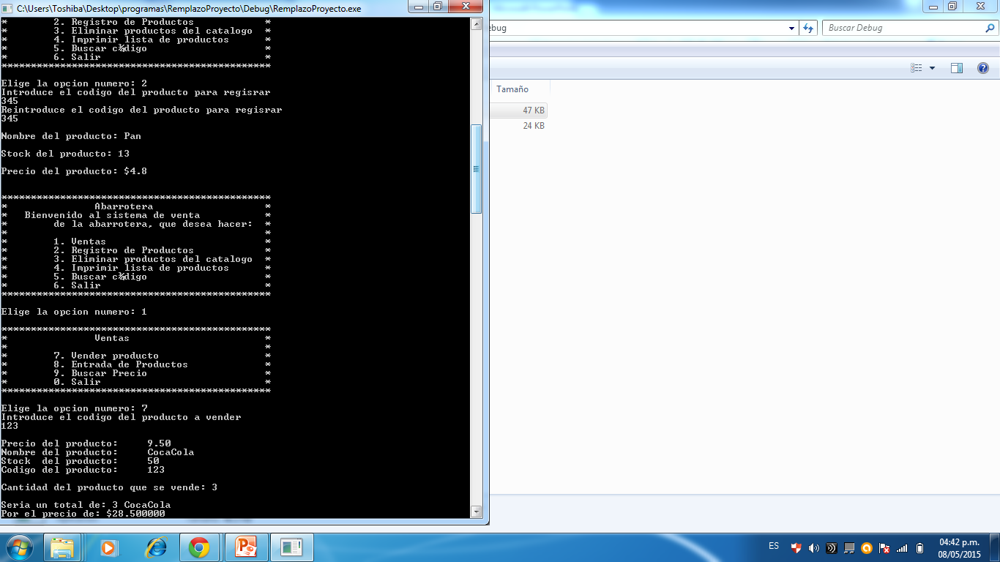 C:\Users\Toshiba\Desktop\programas\RemplazoProyecto\Debug\RemplazoProyecto.exe
* 2. Registro de Productos *
* 3. Eliminar productos del catalogo *
* 4. Imprimir lista de productos *
* 5. Buscar c¾digo *
* 6. Salir *
**********************************************
Elige la opcion numero: 2
Introduce el codigo del producto para regisrar
345
Reintroduce el codigo del producto para regisrar
345
Nombre del producto: Pan
Stock del producto: 13
Precio del producto: $4.8
**********************************************
* Abarrotera *
* Bienvenido al sistema de venta *
* de la abarrotera, que desea hacer: *
* *
* 1. Ventas *
* 2. Registro de Productos *
* 3. Eliminar productos del catalogo *
* 4. Imprimir lista de productos *
* 5. Buscar c¾digo *
* 6. Salir *
**********************************************
Elige la opcion numero: 1
**********************************************
* Ventas *
* *
* 7. Vender producto *
* 8. Entrada de Productos *
* 9. Buscar Precio *
* 0. Salir *
**********************************************
Elige la opcion numero: 7
Introduce el codigo del producto a vender
123
Precio del producto: 9.50
Nombre del producto: CocaCola
Stock del producto: 50
Codigo del producto: 123
Cantidad del producto que se vende: 3
Seria un total de: 3 CocaCola
Por el precio de: $28.500000
ebug
Buscar Debug
Tamaño
47 KB
24 KB
ES
04:42 p.m.
08/05/2015